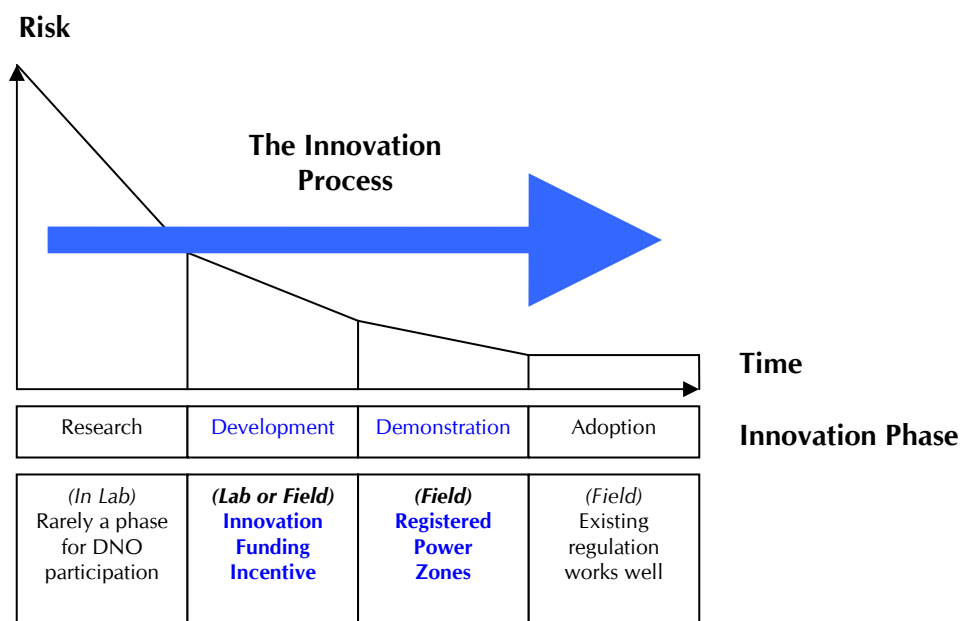 Risk
The Innovation
Process
Time
Research
Development
Demonstration
Adoption
Innovation Phase
(In Lab)
Rarely a phase
for DNO
participation
(Lab or Field)
Innovation
Funding
Incentive
(Field)
Registered
Power
Zones
(Field)
Existing
regulation
works well